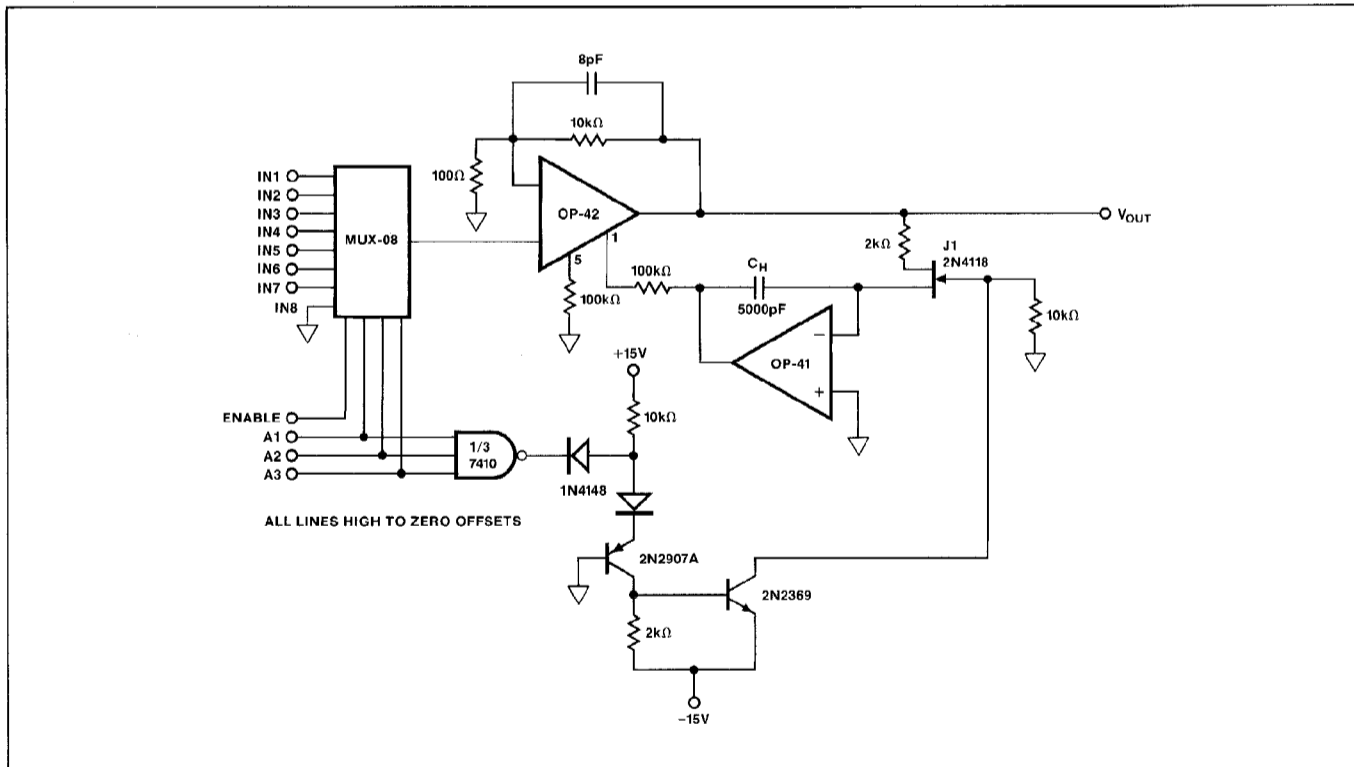 8pF
10kΩ
100Ω
IN1
IN2
IN3
IN4
IN5
IN6
IN7
IN8
MUX-08
OP-42
1
5
100kΩ
100kΩ
C_H
5000pF
2kΩ
J1
2N4118
V_OUT
10kΩ
OP-41
−
+
+15V
10kΩ
ENABLE
A1
A2
A3
1/3
7410
1N4148
ALL LINES HIGH TO ZERO OFFSETS
2N2907A
2N2369
2kΩ
−15V